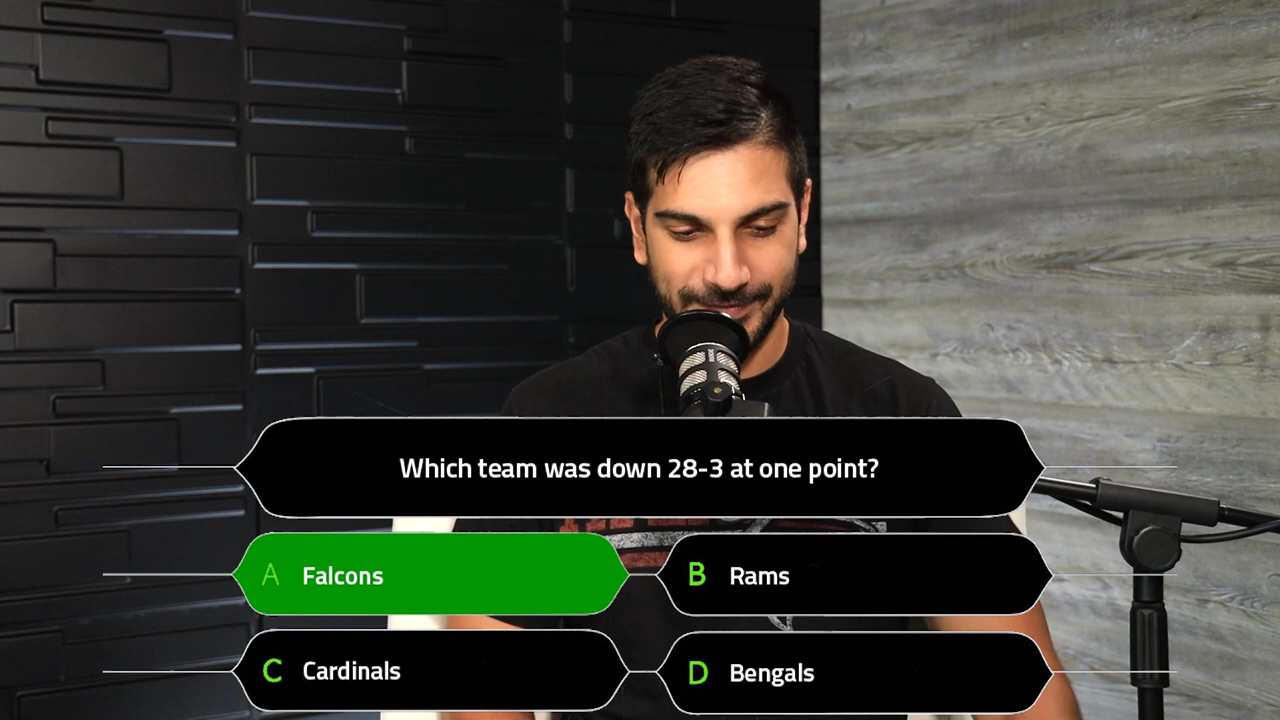 Which team was down 28-3 at one point?
A Falcons
B Rams
C Cardinals
D Bengals